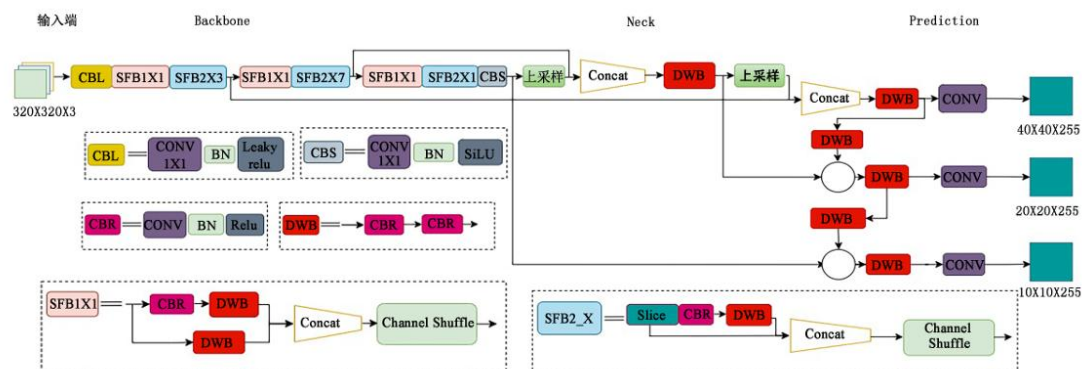 输入端 Backbone Neck Prediction
CBL SFB1X1 SFB2X3 SFB1X1 SFB2X7 SFB1X1 SFB2X1 CBS 上采样 Concat DWB 上采样
320X320X3
Concat DWB CONV
40X40X255
DWB
CBL CONV 1X1 BN Leaky relu
CBS CONV 1X1 BN SiLU
DWB CONV
20X20X255
CBR CONV BN Relu
DWB CBR CBR
DWB
DWB CONV
10X10X255
SFB1X1 CBR DWB
DWB
Concat
Channel Shuffle
SFB2_X Slice CBR DWB
Concat
Channel
Shuffle